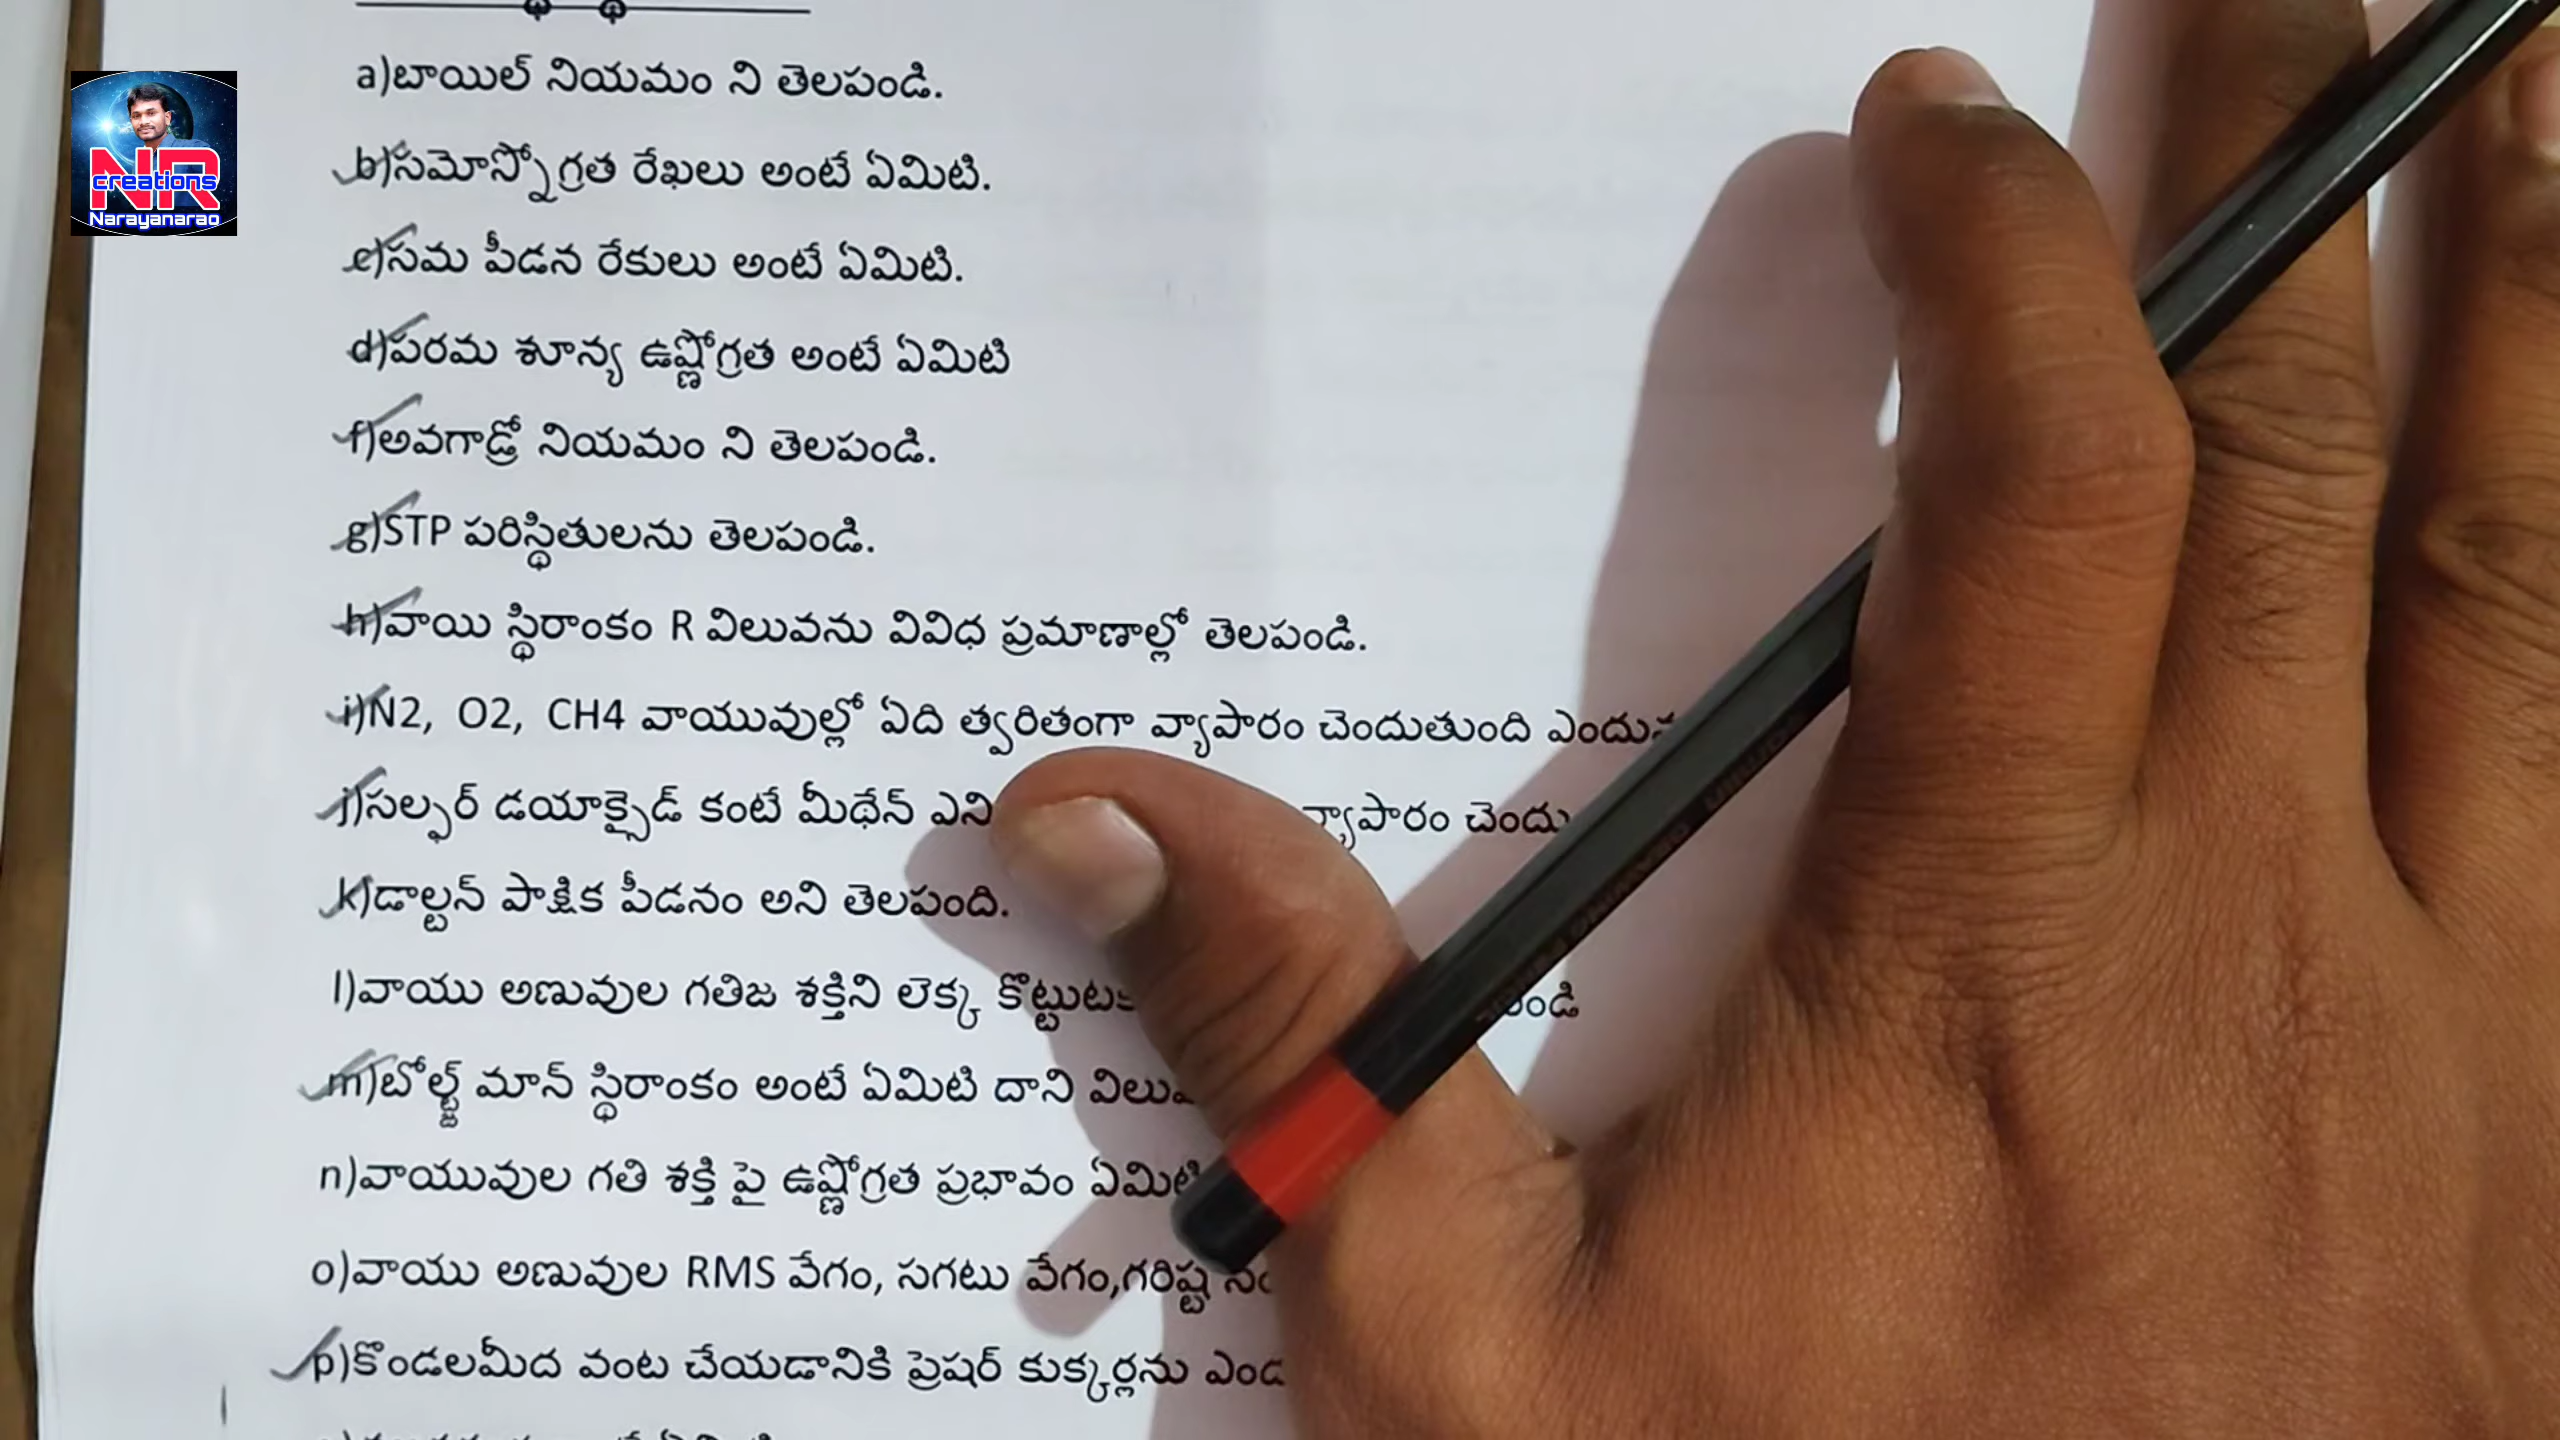 NR
creations
Narayanarao
a)బాయిల్ నియమం ని తెలపండి.
b)సమోన్నోగ్రత రేఖలు అంటే ఏమిటి.
c)సమ పీడన రేకులు అంటే ఏమిటి.
d)పరమ శూన్య ఉష్ణోగ్రత అంటే ఏమిటి
f)అవగాడ్రో నియమం ని తెలపండి.
g)STP పరిస్థితులను తెలపండి.
h)వాయి స్థిరాంకం R విలువను వివిధ ప్రమాణాల్లో తెలపండి.
i)N2, O2, CH4 వాయువుల్లో ఏది త్వరితంగా వ్యాపారం చెందుతుంది
j)సల్ఫర్ డయాక్సైడ్ కంటే మీథేన్
k)డాల్టన్ పాక్షిక పీడనం అని తెలపంది.
l)వాయు అణువుల గతిజ శక్తిని లెక్క
m)బోల్ట్జ్ మాన్ స్థిరాంకం అంటే ఏమిటి దాని
n)వాయువుల గతి శక్తి పై ఉష్ణోగ్రత ప్రభావం ఏమిటి
o)వాయు అణువుల RMS వేగం, సగటు వేగం,గరిష్ట
p)కొండలమీద వంట చేయడానికి ప్రెషర్ కుక్కర్లను